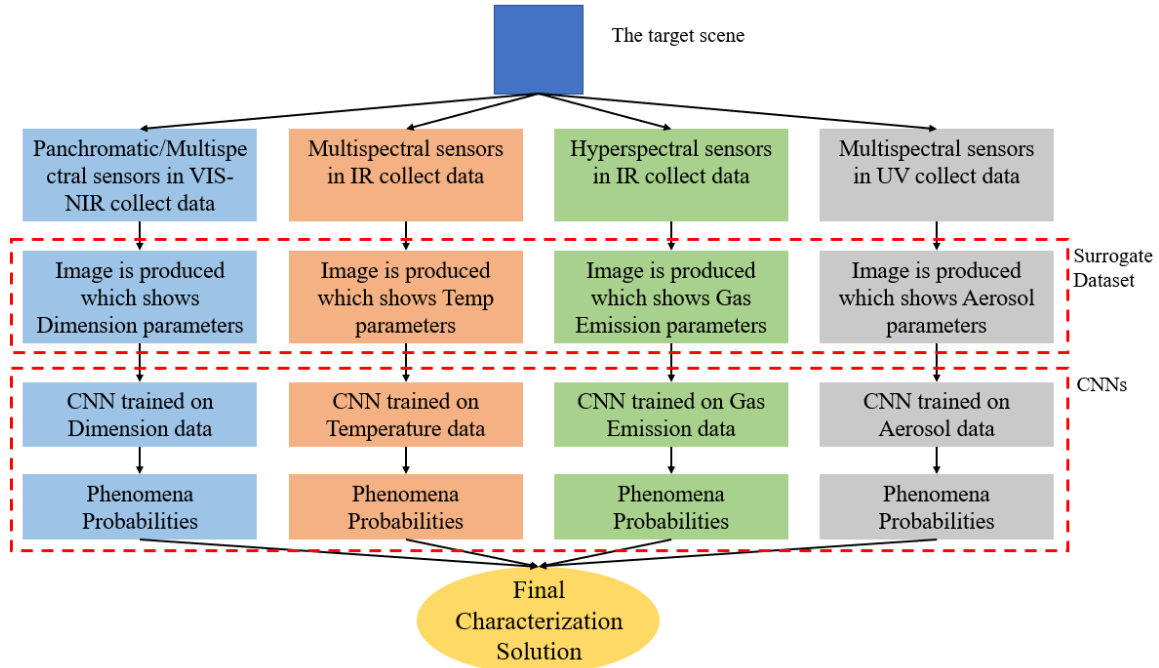 The target scene
Panchromatic/Multispe
ctral sensors in VIS-
NIR collect data
Multispectral sensors
in IR collect data
Hyperspectral sensors
in IR collect data
Multispectral sensors
in UV collect data
Image is produced
which shows
Dimension parameters
Image is produced
which shows Temp
parameters
Image is produced
which shows Gas
Emission parameters
Image is produced
which shows Aerosol
parameters
Surrogate
Dataset
CNN trained on
Dimension data
CNN trained on
Temperature data
CNN trained on Gas
Emission data
CNN trained on
Aerosol data
CNNs
Phenomena
Probabilities
Phenomena
Probabilities
Phenomena
Probabilities
Phenomena
Probabilities
Final
Characterization
Solution